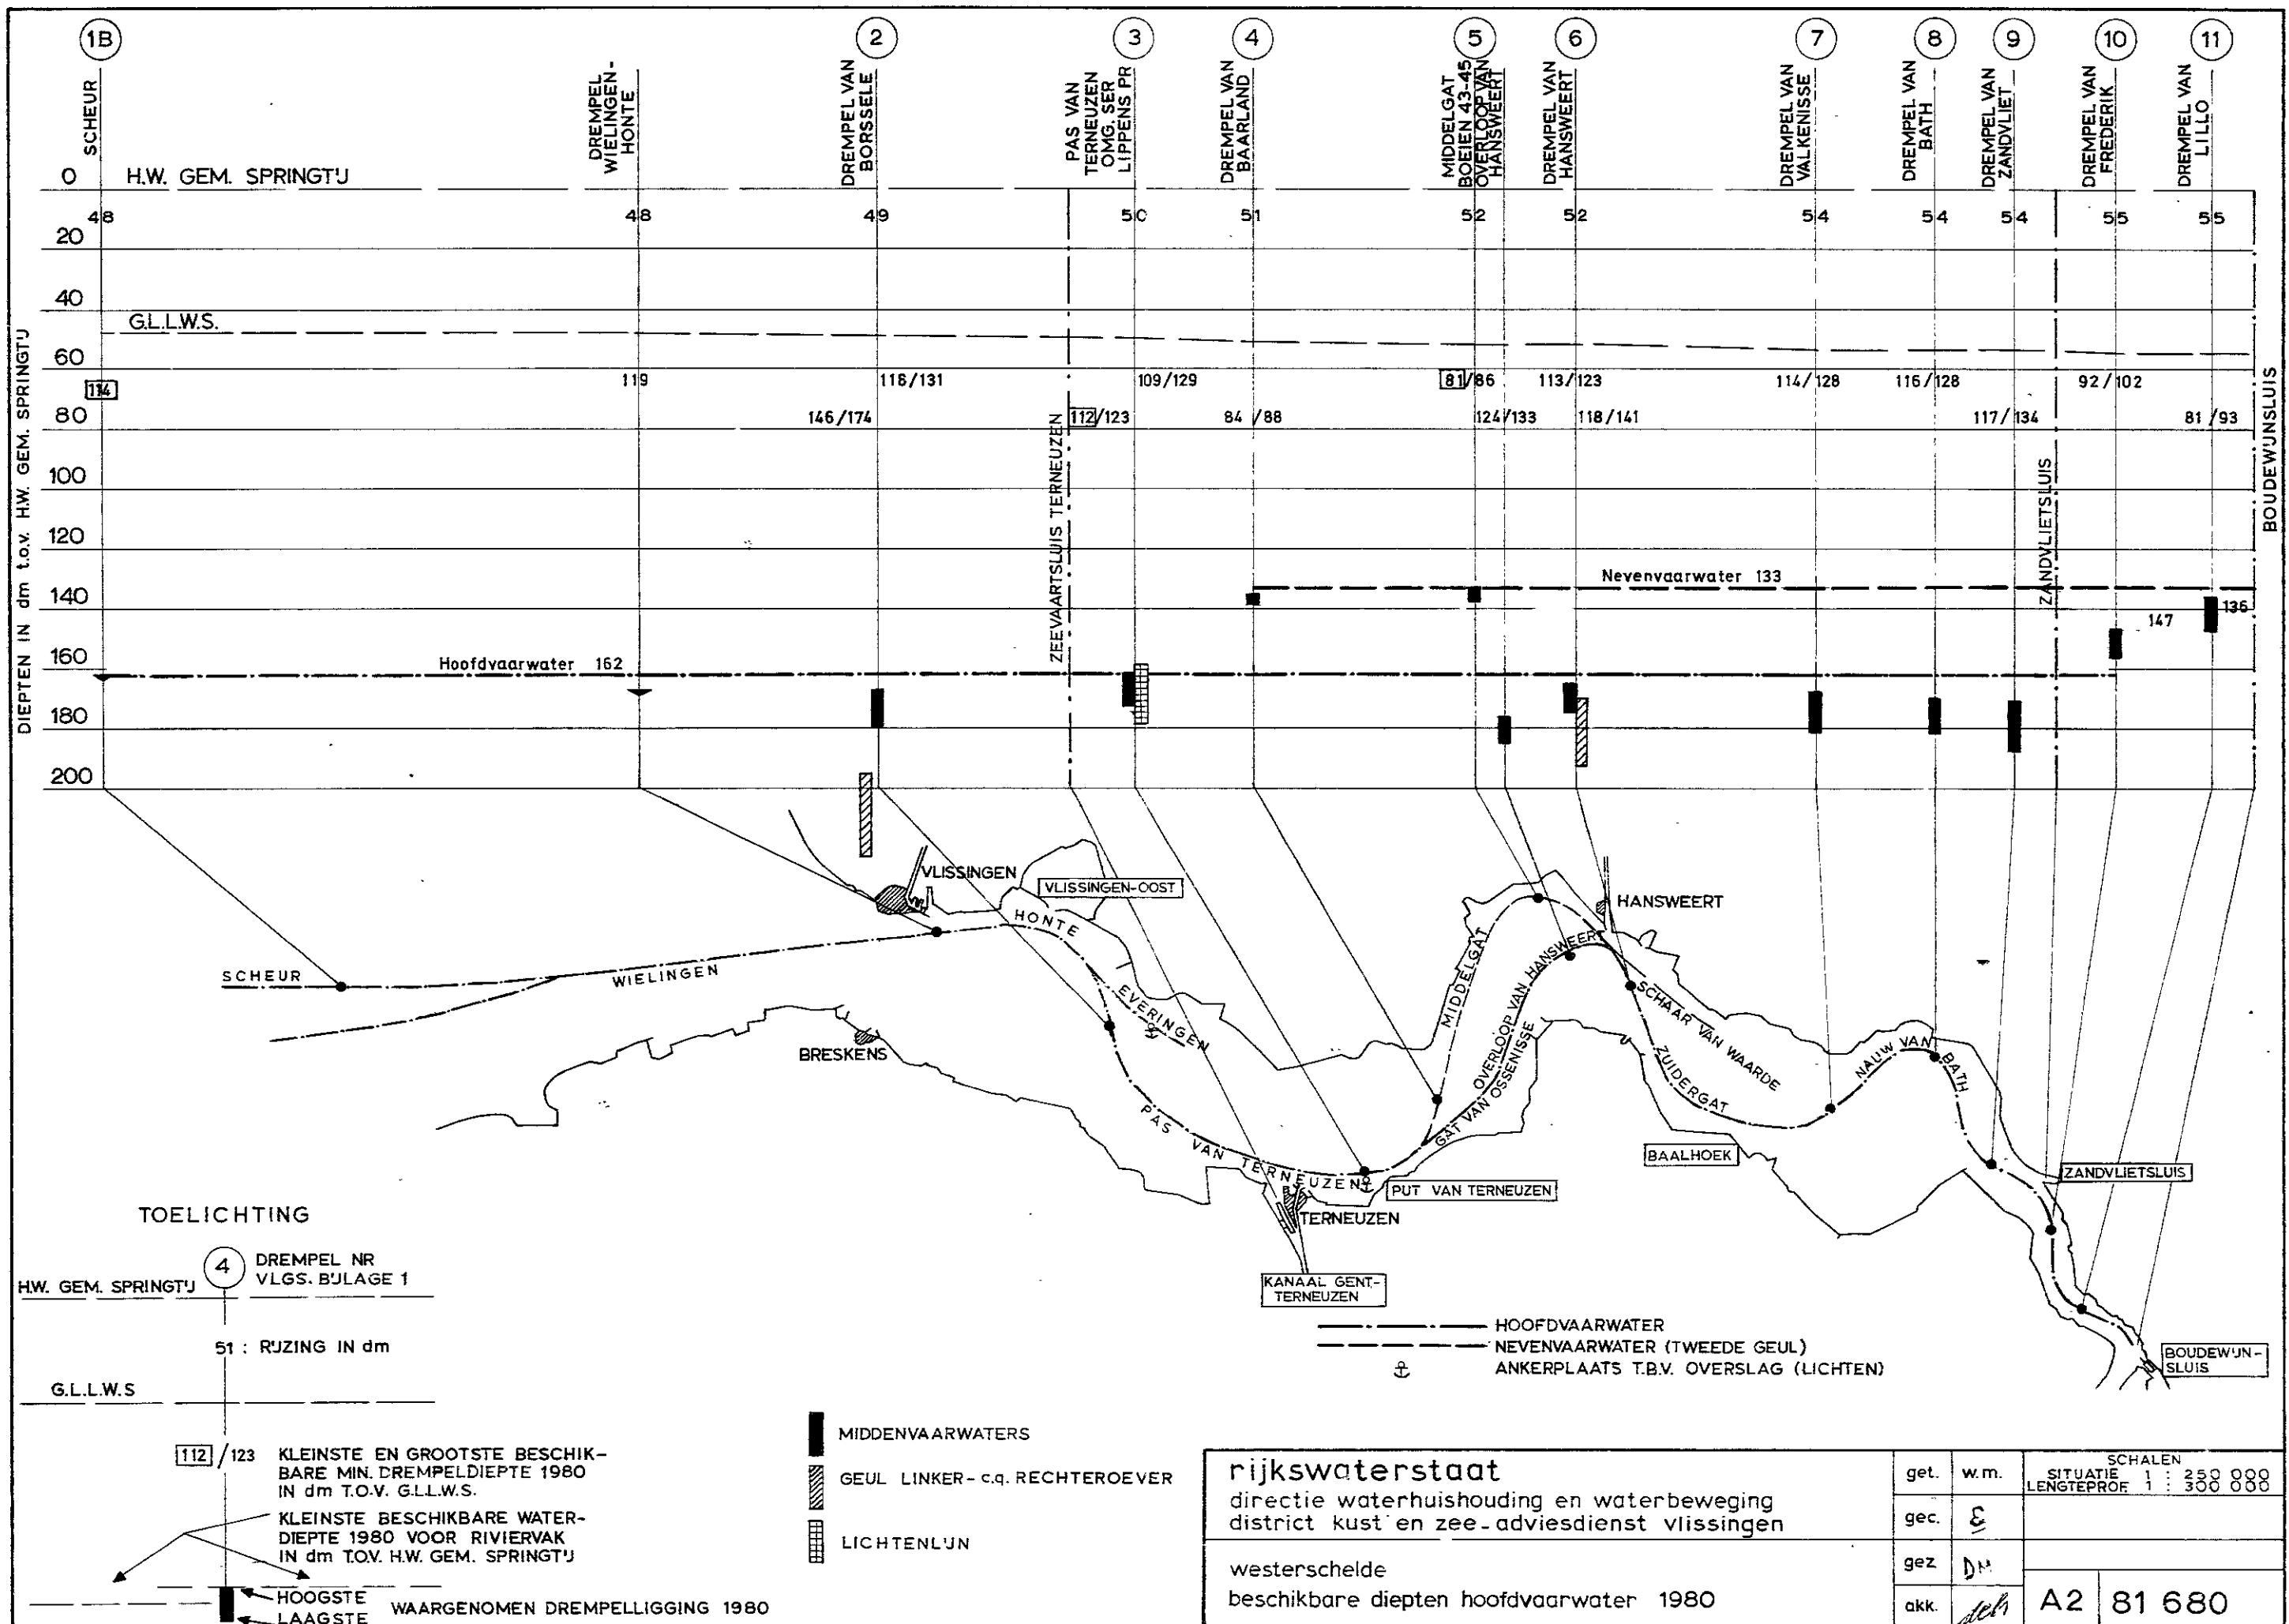 1B
2
3
4
5
6
7
8
9
10
11
SCHEUR
DREMPEL
WIELINGEN-
HONTE
DREMPEL VAN
BORSSELE
PAS VAN
TERNEUZEN
OMG. SER
LIPPENS PR
DREMPEL VAN
BAARLAND
MIDDELGAT
BOEIEN 43-45
OVERLOOP VAN
HANSWEERT
DREMPEL VAN
HANSWEERT
DREMPEL VAN
VALKENISSE
DREMPEL VAN
BATH
DREMPEL VAN
ZANDVLIET
DREMPEL VAN
FREDERIK
DREMPEL VAN
LILLO
0 H.W. GEM. SPRINGTIJ
48 48 49 50 51 52 52 54 54 54 55 55
20
40
G.L.L.W.S.
60
114 119 118/131 109/129 81/86 113/123 114/128 116/128 92/102
146/174 112/123 84/88 124/133 118/141 117/134 81/93
80
100
120
Nevenvaarwater 133
140
136
147
160
Hoofdvaarwater 162
180
200
DIEPTEN IN dm t.o.v. H.W. GEM. SPRINGTIJ
ZEEVAARTSLUIS TERNEUZEN
ZANDVLIETSLUIS
BOUDEWIJNSLUIS
VLISSINGEN
VLISSINGEN-OOST
HONTE
SCHEUR
WIELINGEN
EVERINGEN
BRESKENS
PAS VAN TERNEUZEN
MIDDELGAT
OVERLOOP VAN HANSWEERT
GAT VAN OSSENISSE
HANSWEERT
SCHAAR VAN WAARDE
ZUIDERGAT
NAUW VAN BATH
BAALHOEK
ZANDVLIETSLUIS
PUT VAN TERNEUZEN
TERNEUZEN
KANAAL GENT-
TERNEUZEN
BOUDEWIJN-
SLUIS
TOELICHTING
4 DREMPEL NR
VLGS. BIJLAGE 1
H.W. GEM. SPRINGTIJ
51 : RIJZING IN dm
G.L.L.W.S
112/123 KLEINSTE EN GROOTSTE BESCHIK-
BARE MIN. DREMPELDIEPTE 1980
IN dm T.O.V. G.L.L.W.S.
KLEINSTE BESCHIKBARE WATER-
DIEPTE 1980 VOOR RIVIERVAK
IN dm T.O.V. H.W. GEM. SPRINGTIJ
HOOGSTE
LAAGSTE
WAARGENOMEN DREMPELLIGGING 1980
MIDDENVAARWATERS
GEUL LINKER- c.q. RECHTEROEVER
LICHTENLIJN
HOOFDVAARWATER
NEVENVAARWATER (TWEEDE GEUL)
ANKERPLAATS T.B.V. OVERSLAG (LICHTEN)
rijkswaterstaat
directie waterhuishouding en waterbeweging
district kust en zee-adviesdienst vlissingen
westerschelde
beschikbare diepten hoofdvaarwater 1980
get. w.m.
gec.
gez DM
akk.
SCHALEN
SITUATIE 1 : 250 000
LENGTEPROF. 1 : 300 000
A2 81 680